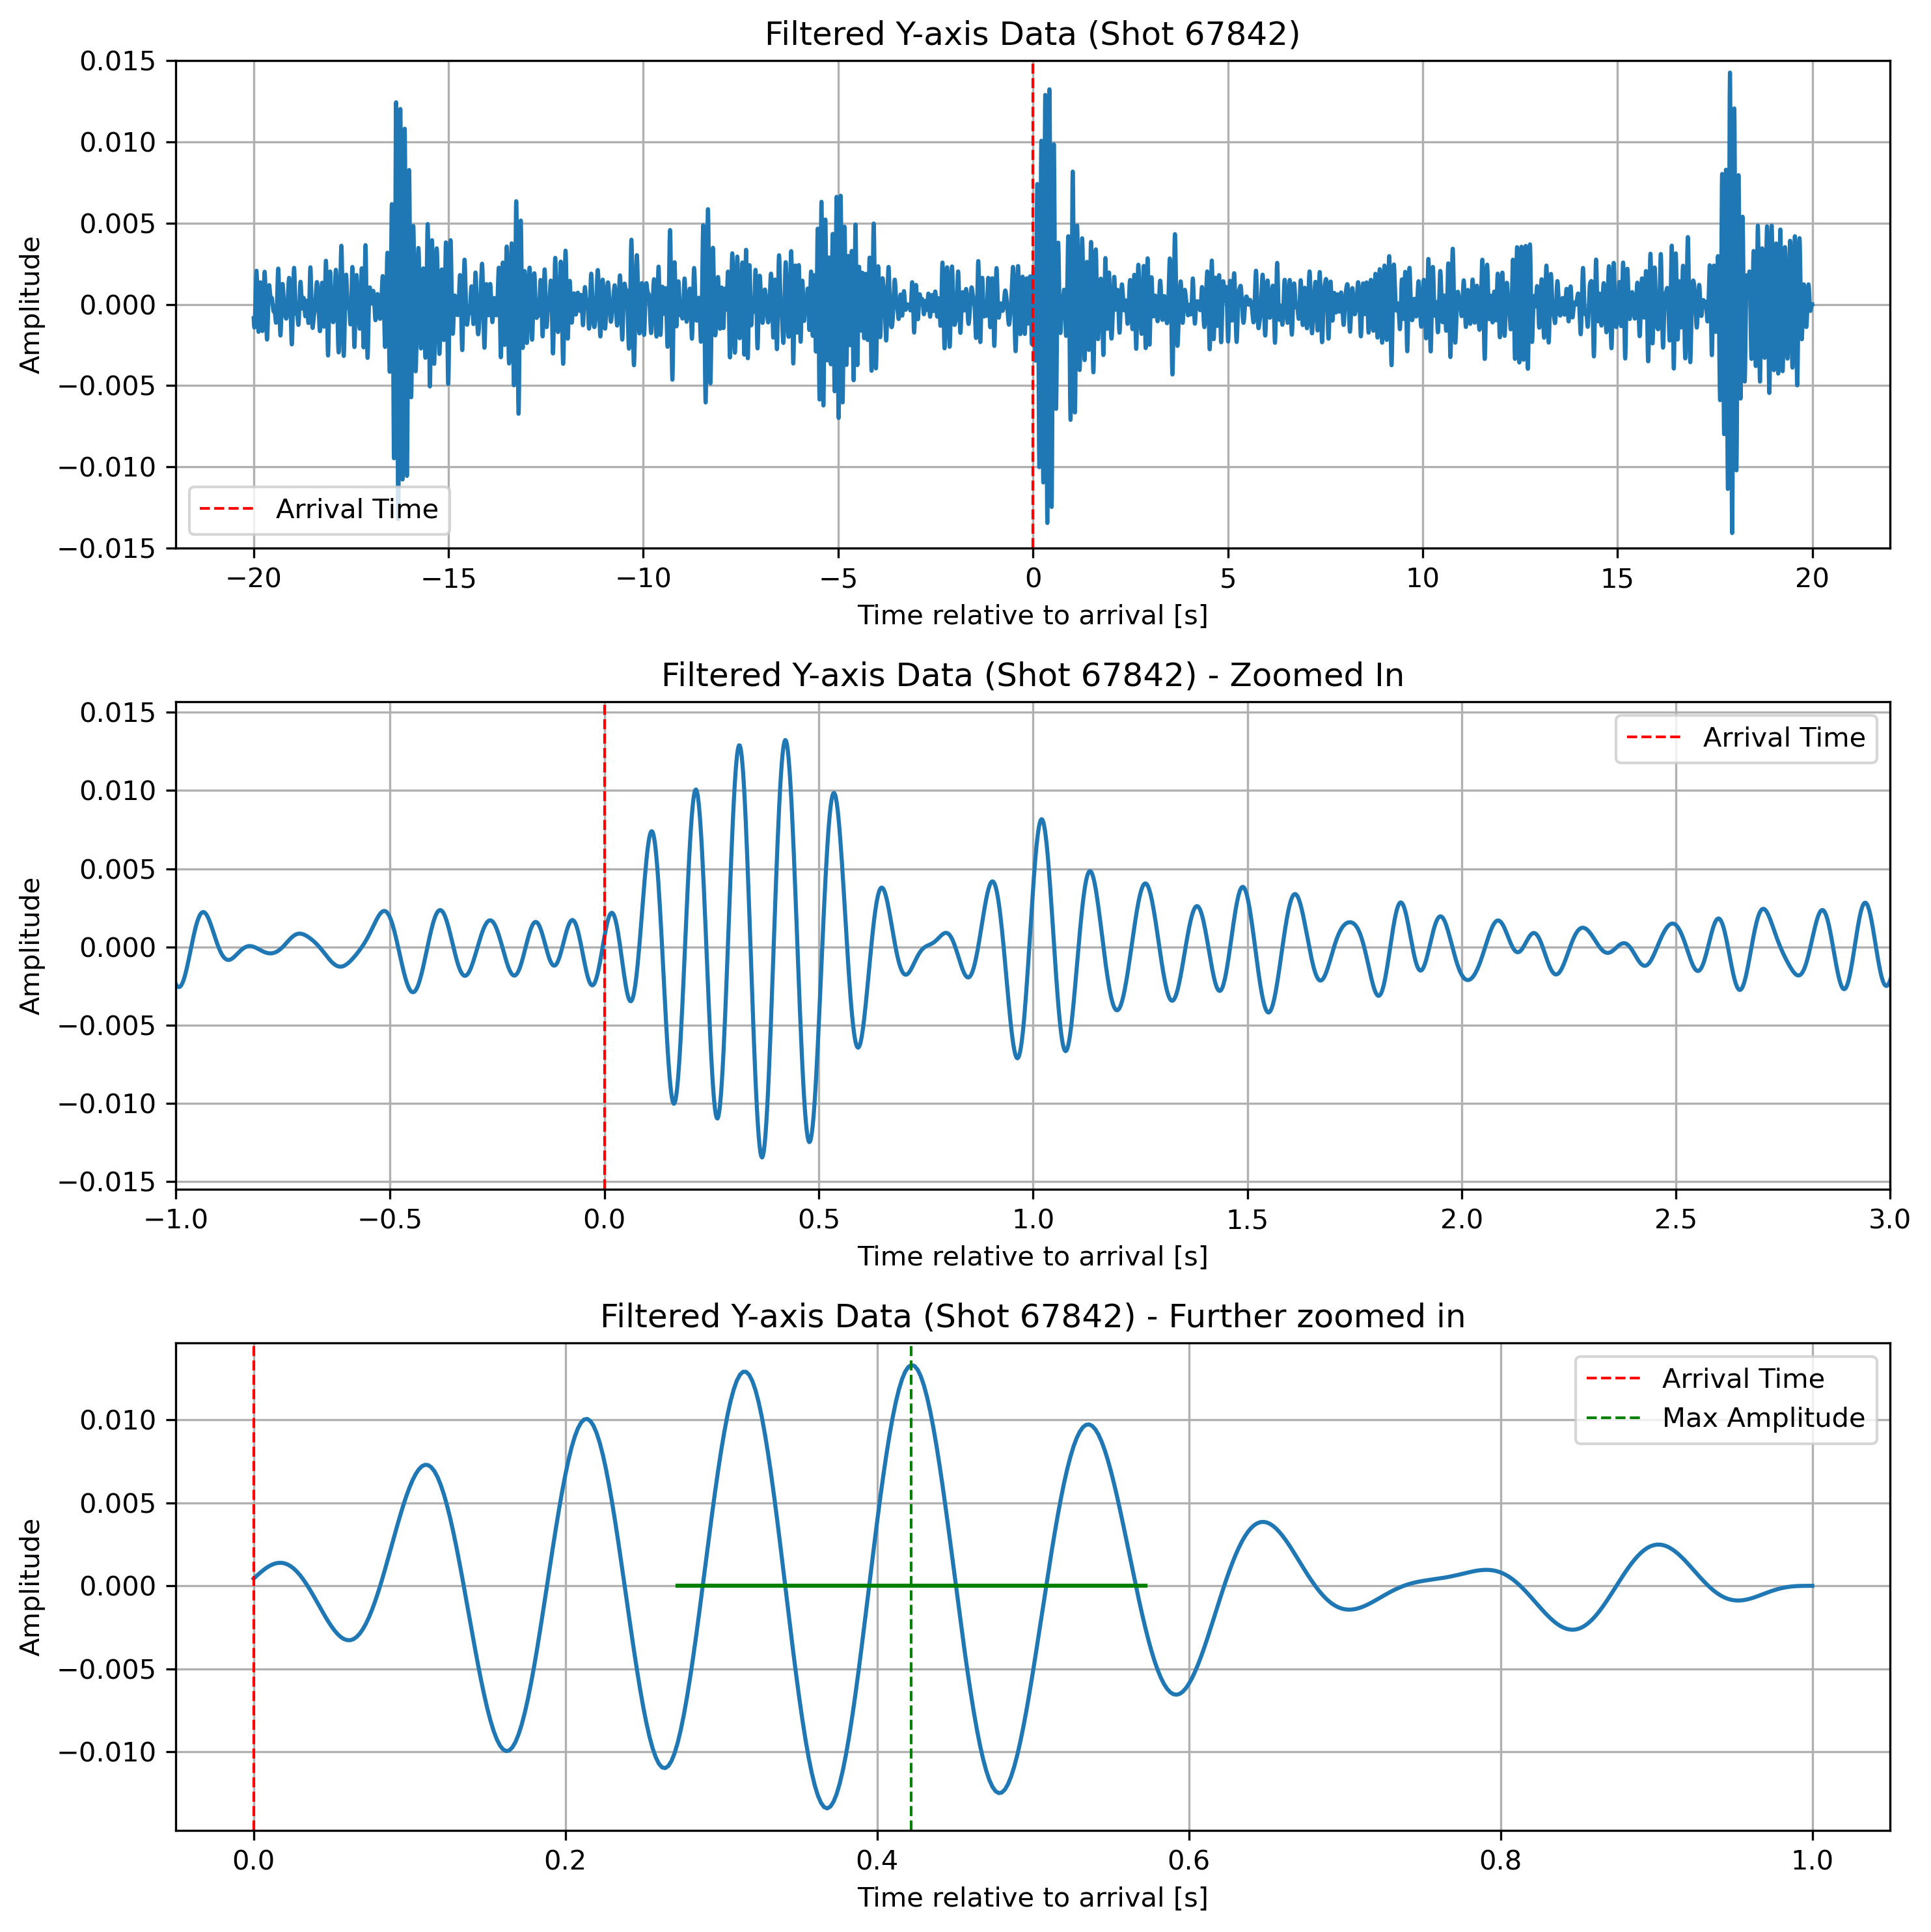 Filtered Y-axis Data (Shot 67842)
0.015
0.010
0.005
0.000
−0.005
−0.010
−0.015
Amplitude
Arrival Time
−20 −15 −10 −5 0 5 10 15 20
Time relative to arrival [s]
Filtered Y-axis Data (Shot 67842) - Zoomed In
0.015
0.010
0.005
0.000
−0.005
−0.010
−0.015
Amplitude
Arrival Time
−1.0 −0.5 0.0 0.5 1.0 1.5 2.0 2.5 3.0
Time relative to arrival [s]
Filtered Y-axis Data (Shot 67842) - Further zoomed in
0.010
0.005
0.000
−0.005
−0.010
Amplitude
Arrival Time
Max Amplitude
0.0 0.2 0.4 0.6 0.8 1.0
Time relative to arrival [s]